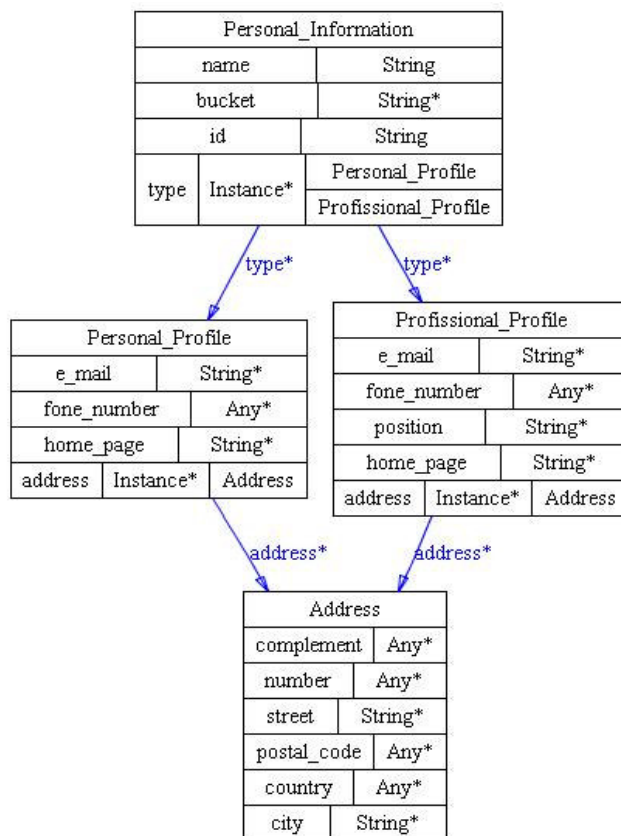 Personal_Information
name String
bucket String*
id String
type Instance* Personal_Profile
Profissional_Profile
type* type*
Personal_Profile
e_mail String*
fone_number Any*
home_page String*
address Instance* Address
Profissional_Profile
e_mail String*
fone_number Any*
position String*
home_page String*
address Instance* Address
address* address*
Address
complement Any*
number Any*
street String*
postal_code Any*
country Any*
city String*